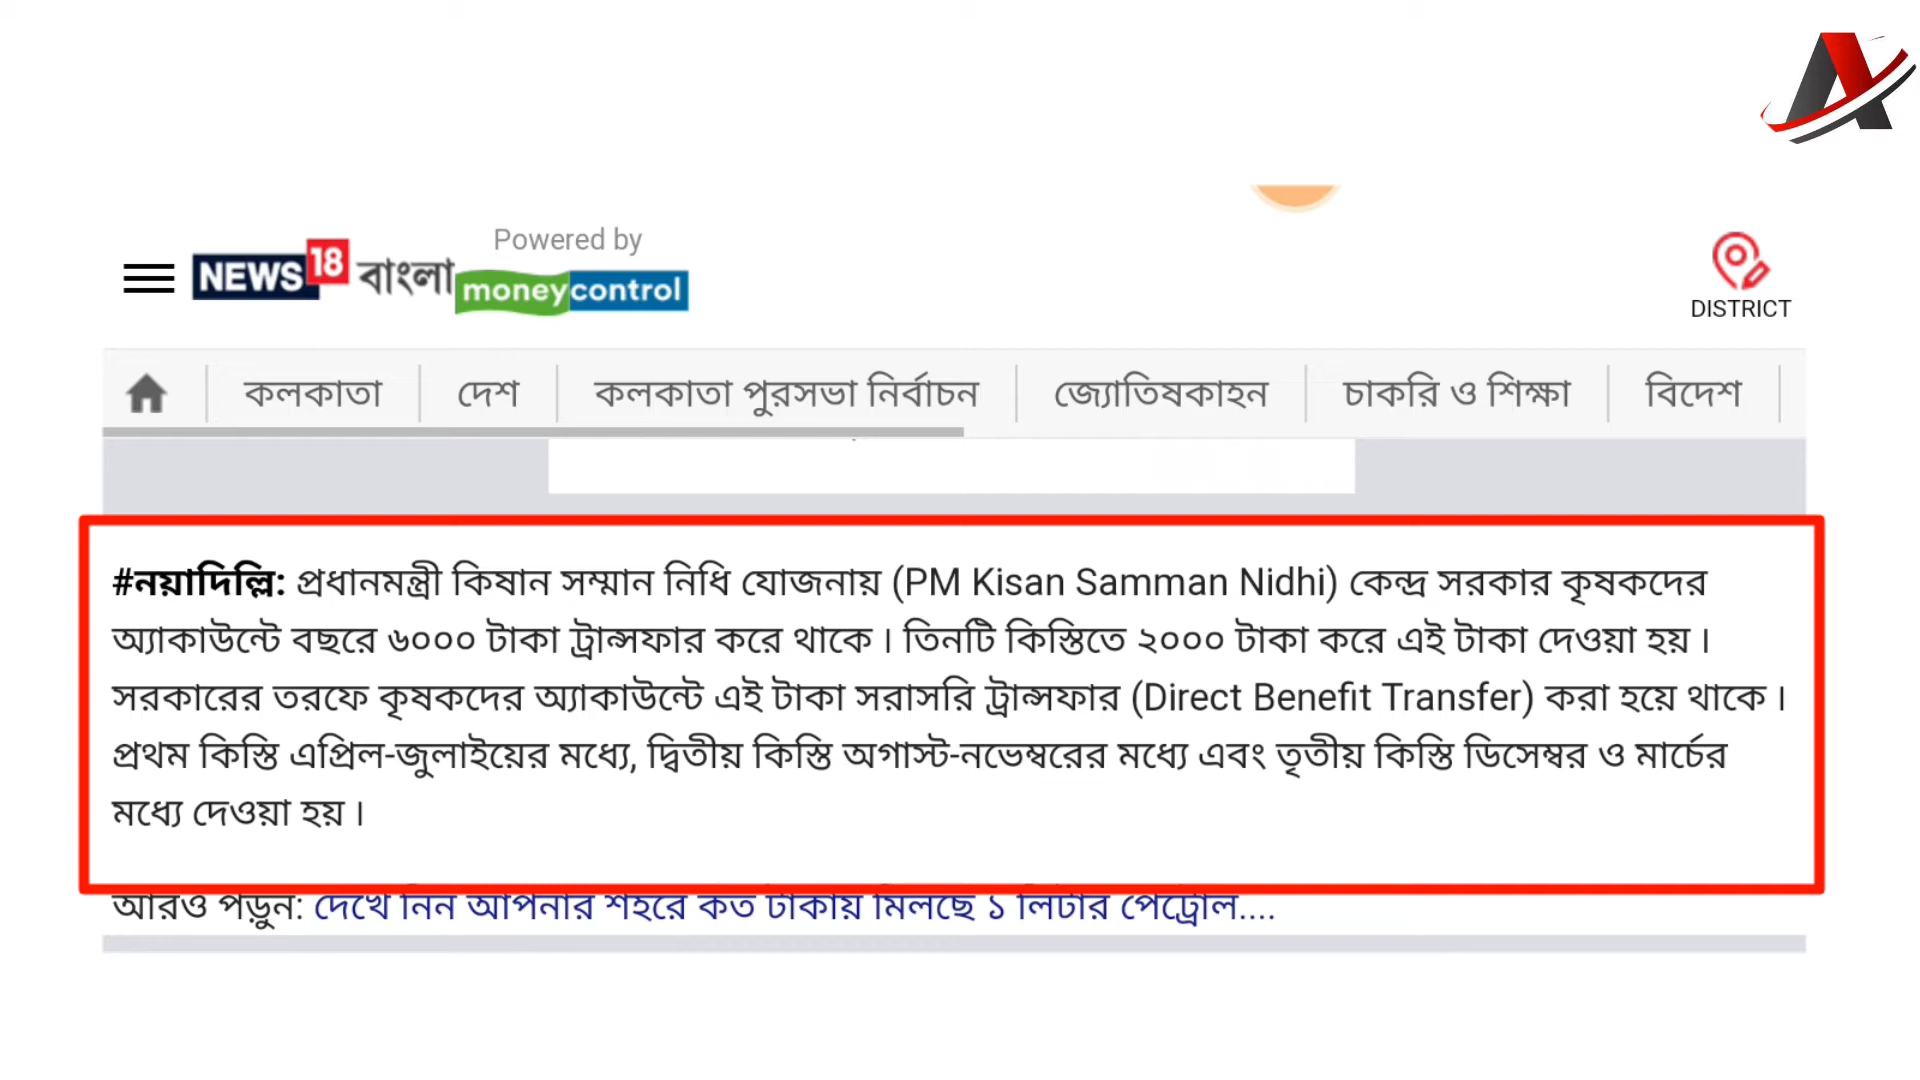 Powered by
NEWS 18 বাংলা
moneycontrol
DISTRICT
কলকাতা দেশ কলকাতা পুরসভা নির্বাচন জ্যোতিষকাহন চাকরি ও শিক্ষা বিদেশ
#নয়াদিল্লি: প্রধানমন্ত্রী কিষান সম্মান নিধি যোজনায় (PM Kisan Samman Nidhi) কেন্দ্র সরকার কৃষকদের
অ্যাকাউন্টে বছরে ৬০০০ টাকা ট্রান্সফার করে থাকে। তিনটি কিস্তিতে ২০০০ টাকা করে এই টাকা দেওয়া হয়।
সরকারের তরফে কৃষকদের অ্যাকাউন্টে এই টাকা সরাসরি ট্রান্সফার (Direct Benefit Transfer) করা হয়ে থাকে।
প্রথম কিস্তি এপ্রিল-জুলাইয়ের মধ্যে, দ্বিতীয় কিস্তি অগাস্ট-নভেম্বরের মধ্যে এবং তৃতীয় কিস্তি ডিসেম্বর ও মার্চের
মধ্যে দেওয়া হয়।
আরও পড়ুন: দেখে নিন আপনার শহরে কত টাকায় মিলছে ১ লিটার পেট্রোল....